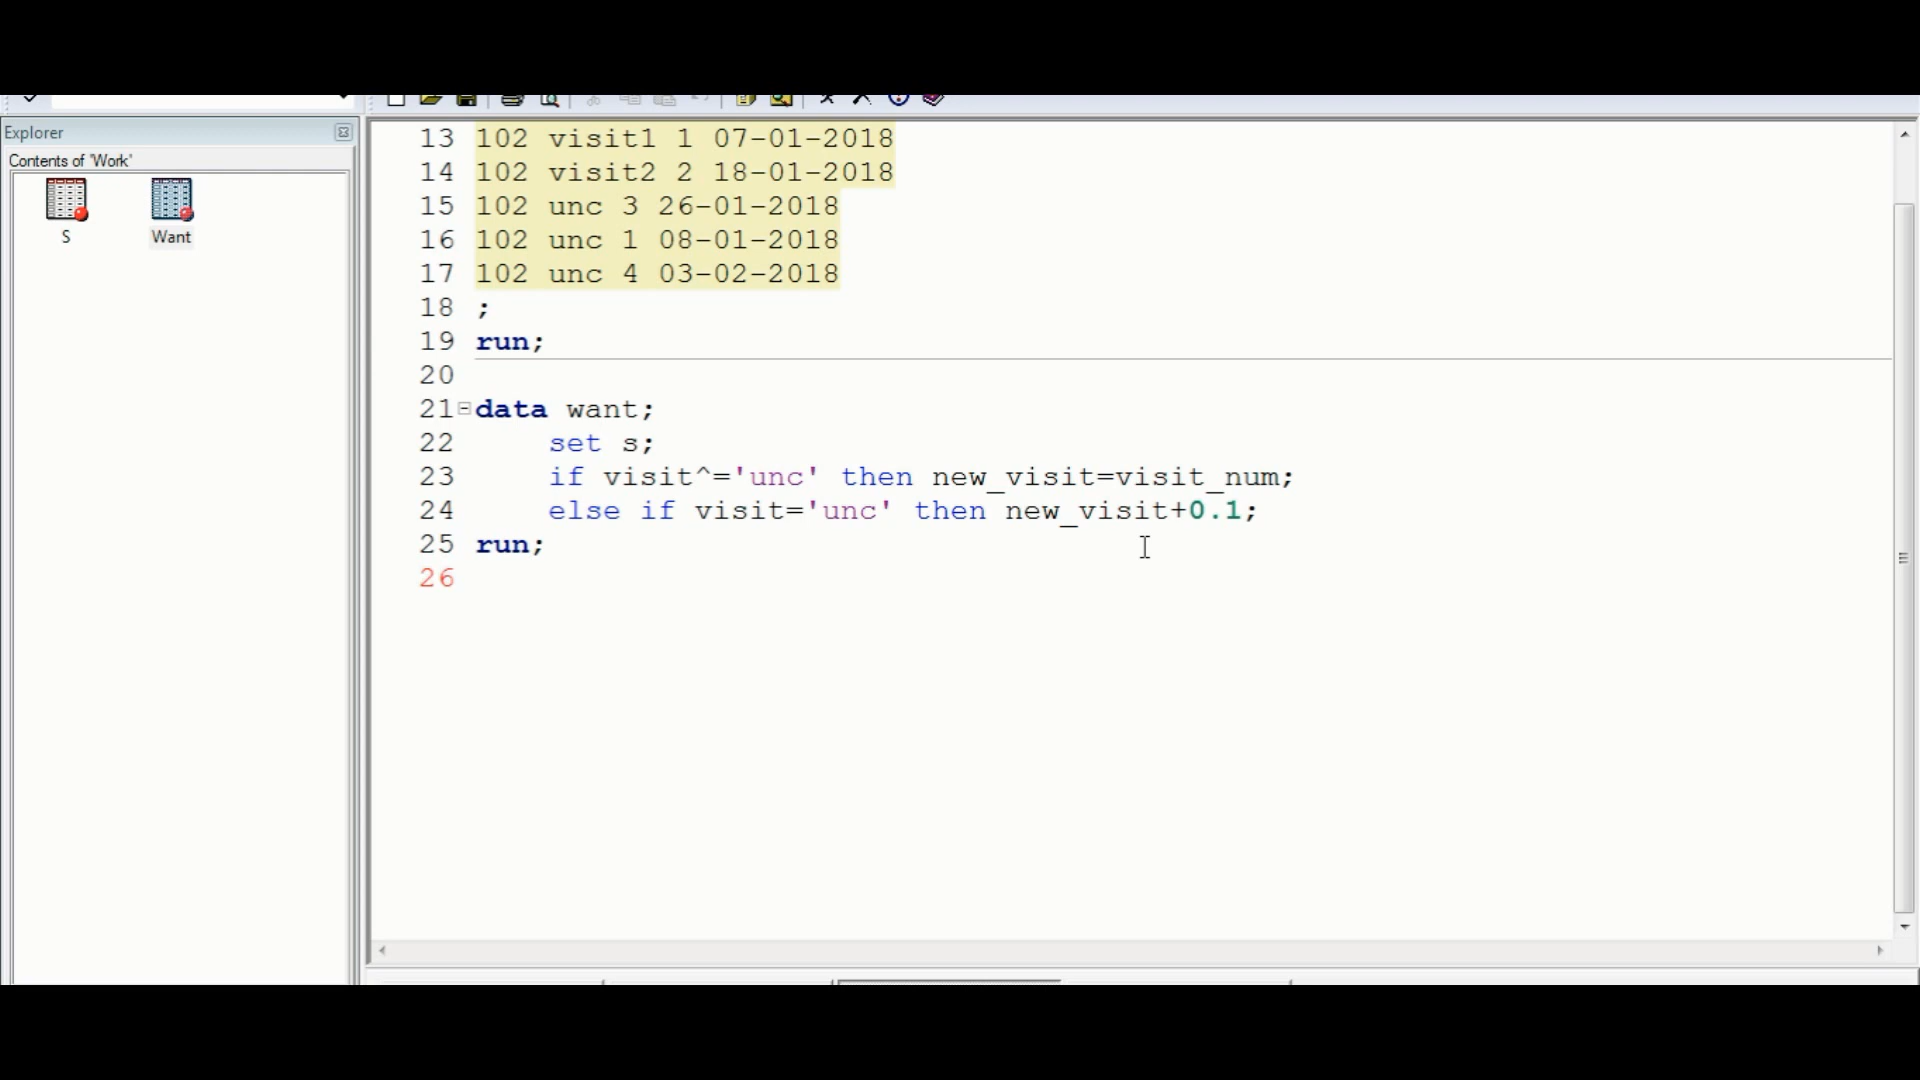 Explorer
Contents of 'Work'
S
Want
13 102 visit1 1 07-01-2018
14 102 visit2 2 18-01-2018
15 102 unc 3 26-01-2018
16 102 unc 1 08-01-2018
17 102 unc 4 03-02-2018
18 ;
19 run;
20
21 data want;
22 set s;
23 if visit^='unc' then new_visit=visit_num;
24 else if visit='unc' then new_visit+0.1;
25 run;
26